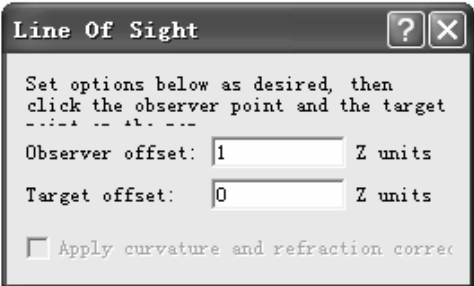 Line Of Sight
Set options below as desired, then
click the observer point and the target
Observer offset: 1 Z units
Target offset: 0 Z units
Apply curvature and refraction correc